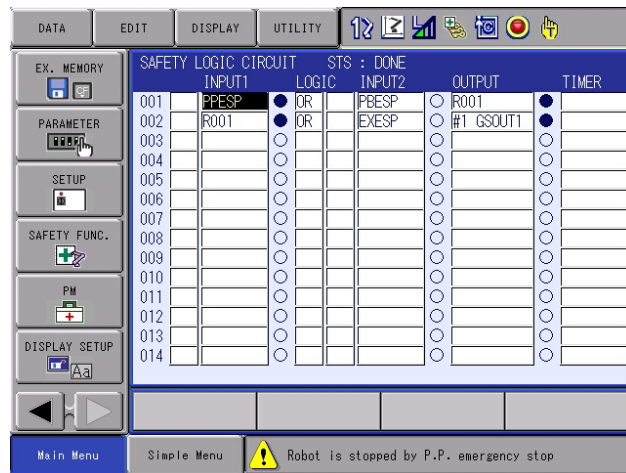 DATA EDIT DISPLAY UTILITY
EX. MEMORY
PARAMETER
SETUP
SAFETY FUNC.
PM
DISPLAY SETUP
Aa
SAFETY LOGIC CIRCUIT STS : DONE
INPUT1 LOGIC INPUT2 OUTPUT TIMER
001 PPESP OR PBESP R001
002 R001 OR EXESP #1 GSOUT1
003
004
005
006
007
008
009
010
011
012
013
014
Main Menu Simple Menu Robot is stopped by P.P. emergency stop